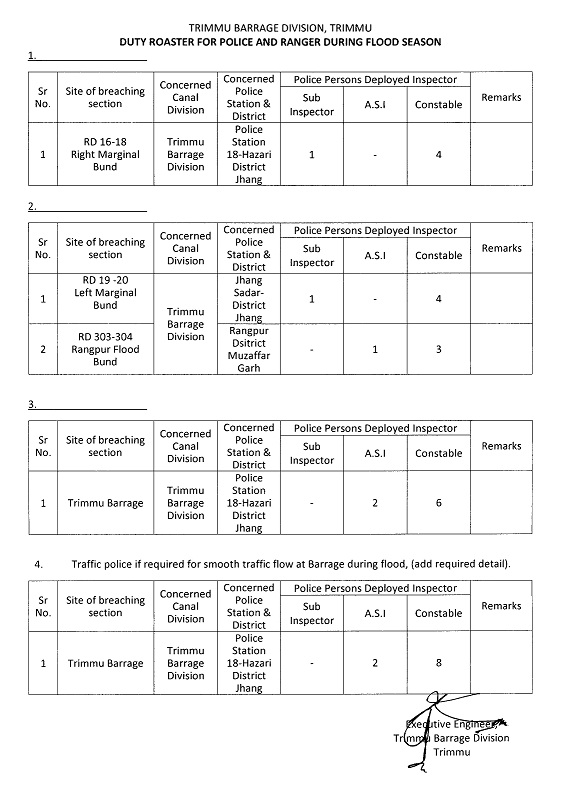 TRIMMU BARRAGE DIVISION, TRIMMU
DUTY ROASTER FOR POLICE AND RANGER DURING FLOOD SEASON
1.
Sr No. | Site of breaching section | Concerned Canal Division | Concerned Police Station & District | Police Persons Deployed Inspector | Remarks
Sub Inspector | A.S.I | Constable
1 | RD 16-18 Right Marginal Bund | Trimmu Barrage Division | Police Station 18-Hazari District Jhang | 1 | - | 4
2.
Sr No. | Site of breaching section | Concerned Canal Division | Concerned Police Station & District | Police Persons Deployed Inspector | Remarks
Sub Inspector | A.S.I | Constable
1 | RD 19 -20 Left Marginal Bund | Trimmu Barrage Division | Jhang Sadar- District Jhang | 1 | - | 4
2 | RD 303-304 Rangpur Flood Bund | Rangpur Dsitrict Muzaffar Garh | - | 1 | 3
3.
Sr No. | Site of breaching section | Concerned Canal Division | Concerned Police Station & District | Police Persons Deployed Inspector | Remarks
Sub Inspector | A.S.I | Constable
1 | Trimmu Barrage | Trimmu Barrage Division | Police Station 18-Hazari District Jhang | - | 2 | 6
4. Traffic police if required for smooth traffic flow at Barrage during flood, (add required detail).
Sr No. | Site of breaching section | Concerned Canal Division | Concerned Police Station & District | Police Persons Deployed Inspector | Remarks
Sub Inspector | A.S.I | Constable
1 | Trimmu Barrage | Trimmu Barrage Division | Police Station 18-Hazari District Jhang | - | 2 | 8
Executive Engineer,
Trimmu Barrage Division
Trimmu